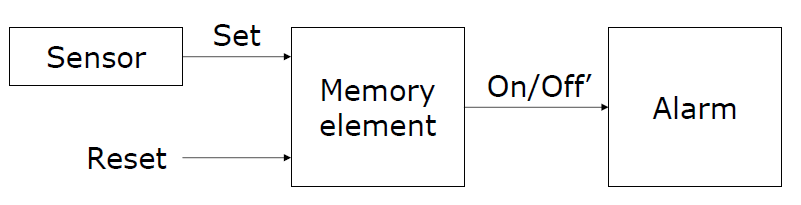 Sensor
Set
Reset
Memory
element
On/Off’
Alarm